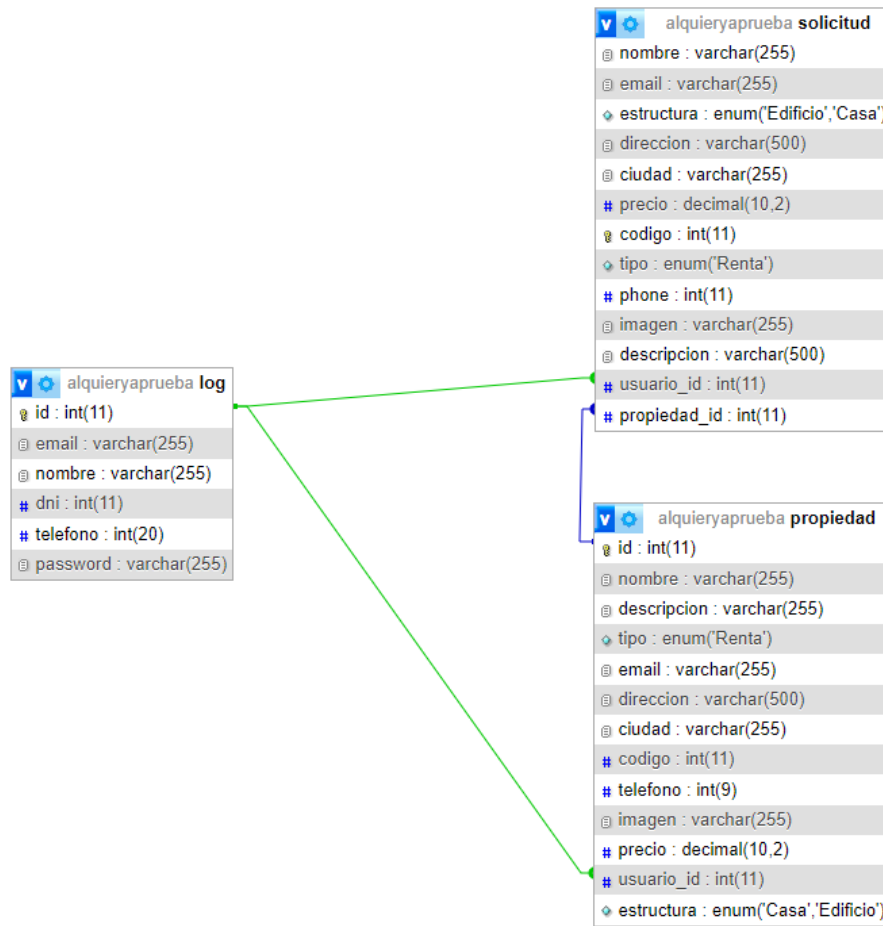 alquieryaprueba solicitud
nombre : varchar(255)
email : varchar(255)
estructura : enum('Edificio','Casa')
direccion : varchar(500)
ciudad : varchar(255)
# precio : decimal(10,2)
codigo : int(11)
tipo : enum('Renta')
# phone : int(11)
imagen : varchar(255)
descripcion : varchar(500)
# usuario_id : int(11)
# propiedad_id : int(11)
v alquieryaprueba log
id : int(11)
email : varchar(255)
nombre : varchar(255)
# dni : int(11)
# telefono : int(20)
password : varchar(255)
v alquieryaprueba propiedad
id : int(11)
nombre : varchar(255)
descripcion : varchar(255)
tipo : enum('Renta')
email : varchar(255)
direccion : varchar(500)
ciudad : varchar(255)
# codigo : int(11)
# telefono : int(9)
imagen : varchar(255)
# precio : decimal(10,2)
# usuario_id : int(11)
estructura : enum('Casa','Edificio')